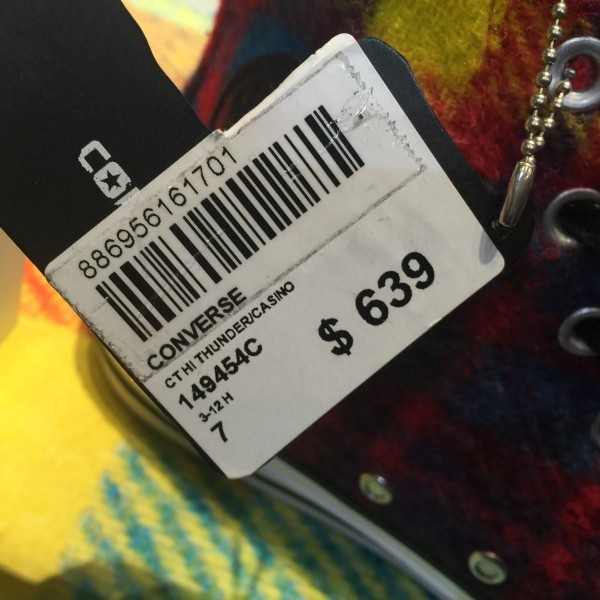 886956161701
CONVERSE
CT HI THUNDER/CASINO
149454C
3-12 H
7
$ 639